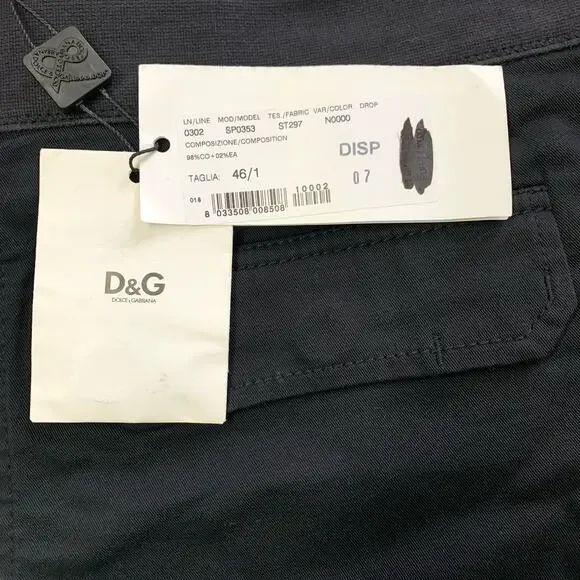 LN/LINE MOD/MODEL TES./FABRIC VAR/COLOR DROP
0302 SP0353 ST297 N0000
COMPOSIZIONE/COMPOSITION
98%CO+02%EA
TAGLIA: 46/1
DISP
07
018
10002
8 033508 008508
D&G
DOLCE & GABBANA